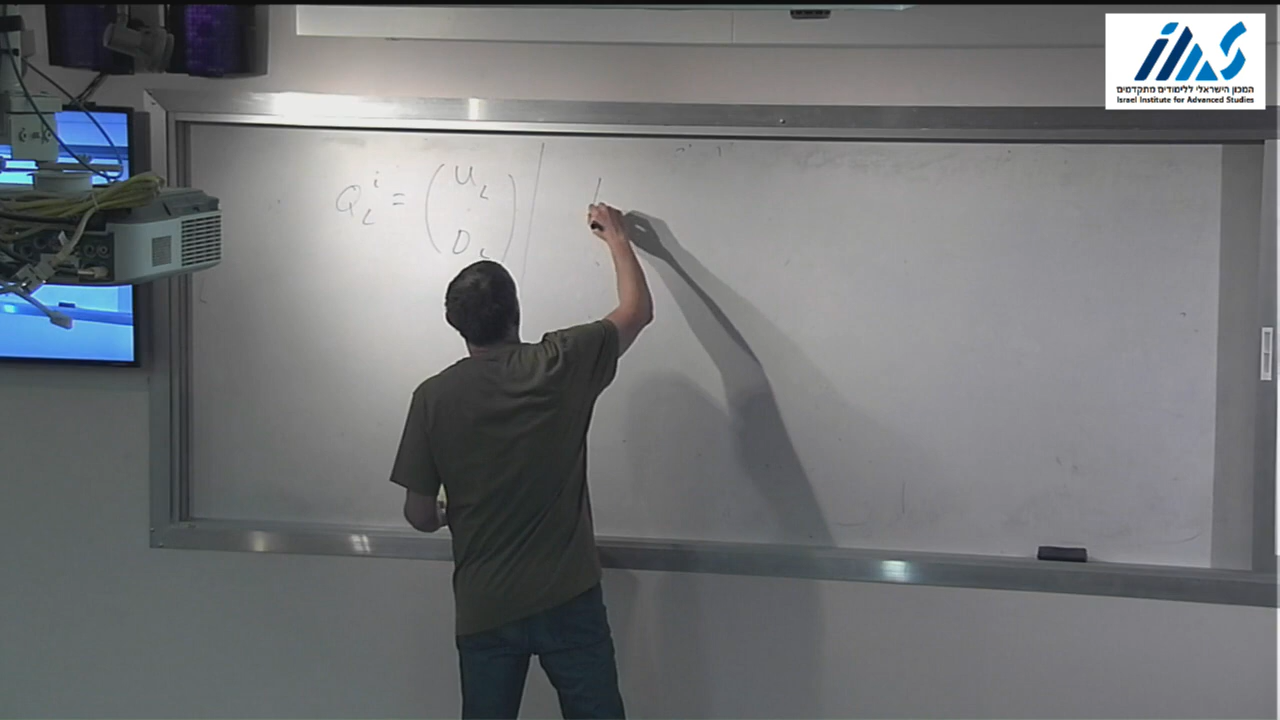 Q_L^i = ( U_L
D_L ) |
המכון הישראלי ללימודים מתקדמים
Israel Institute for Advanced Studies